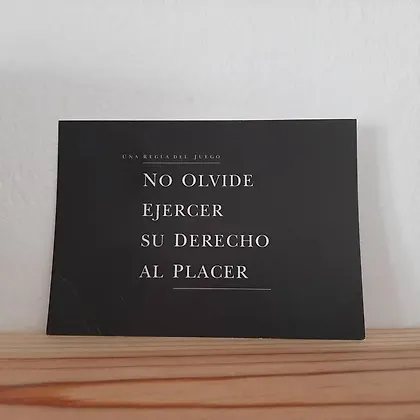 UNA REGLA DEL JUEGO
NO OLVIDE
EJERCER
SU DERECHO
AL PLACER